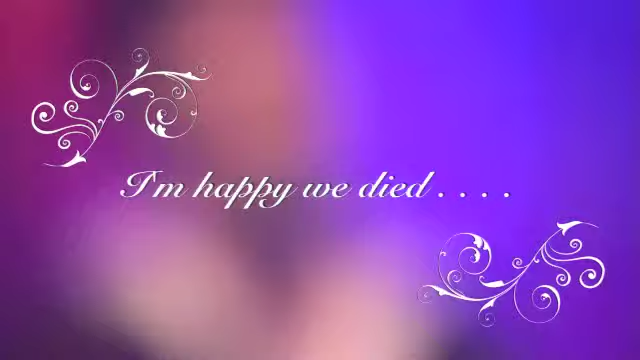 I'm happy we died . . . .